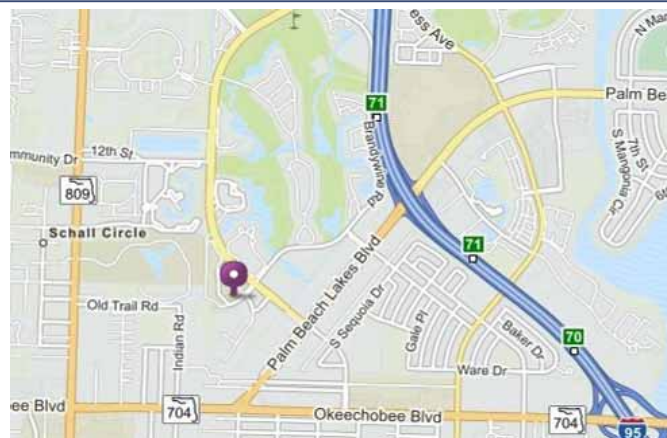 ess Ave
N Ma
71
Palm Be
Brandywine Rd
7th St
S Mangonia Cir
12th St
mmunity Dr
809
Schall Circle
71
Palm Beach Lakes Blvd
S Sequoia Dr
Old Trail Rd
Indian Rd
Gale Pl
Baker Dr
70
Ware Dr
ee Blvd
704
Okeechobee Blvd
704
95